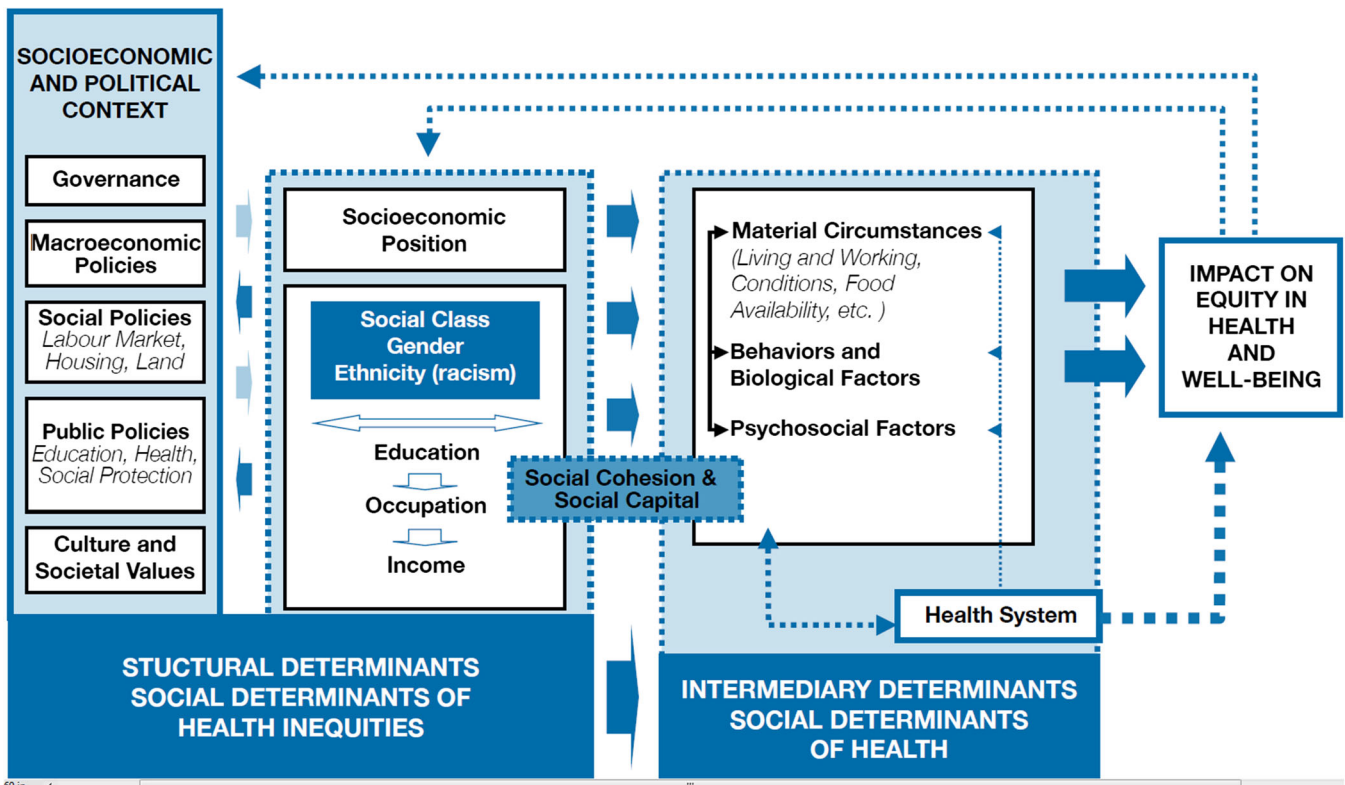 SOCIOECONOMIC
AND POLITICAL
CONTEXT
Governance
Macroeconomic
Policies
Social Policies
Labour Market,
Housing, Land
Public Policies
Education, Health,
Social Protection
Culture and
Societal Values
Socioeconomic
Position
Social Class
Gender
Ethnicity (racism)
Education
Occupation
Income
Social Cohesion &
Social Capital
Material Circumstances
(Living and Working,
Conditions, Food
Availability, etc. )
Behaviors and
Biological Factors
Psychosocial Factors
Health System
IMPACT ON
EQUITY IN
HEALTH
AND
WELL-BEING
STUCTURAL DETERMINANTS
SOCIAL DETERMINANTS OF
HEALTH INEQUITIES
INTERMEDIARY DETERMINANTS
SOCIAL DETERMINANTS
OF HEALTH